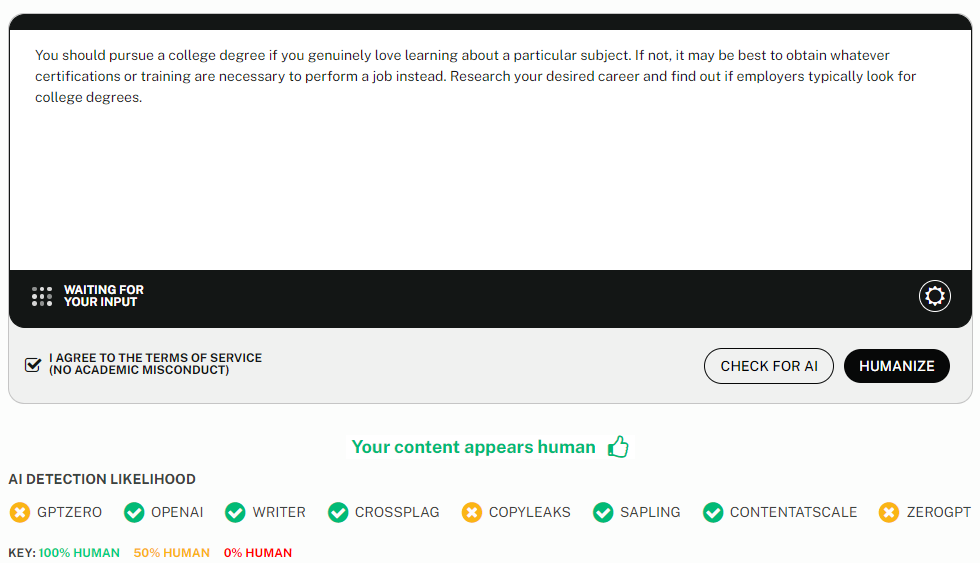 You should pursue a college degree if you genuinely love learning about a particular subject. If not, it may be best to obtain whatever
certifications or training are necessary to perform a job instead. Research your desired career and find out if employers typically look for
college degrees.
WAITING FOR
YOUR INPUT
I AGREE TO THE TERMS OF SERVICE
(NO ACADEMIC MISCONDUCT)
CHECK FOR AI
HUMANIZE
Your content appears human
AI DETECTION LIKELIHOOD
GPTZERO OPENAI WRITER CROSSPLAG COPYLEAKS SAPLING CONTENTATSCALE ZEROGPT
KEY: 100% HUMAN 50% HUMAN 0% HUMAN